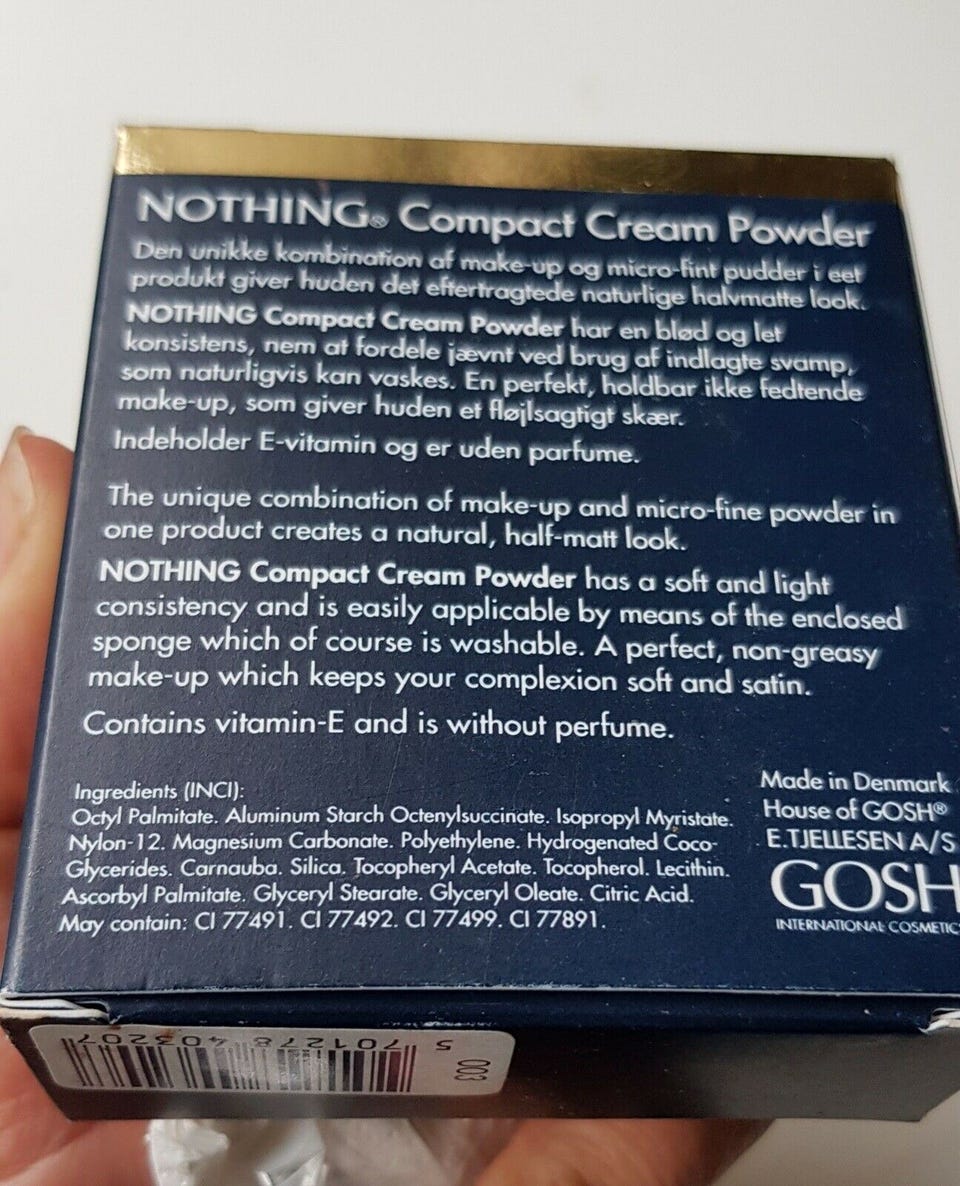 NOTHING® Compact Cream Powder
Den unikke kombination af make-up og micro-fint pudder i eet
produkt giver huden det eftertragtede naturlige halvmatte look.
NOTHING Compact Cream Powder har en blød og let
konsistens, nem at fordele jævnt ved brug af indlagte svamp,
som naturligvis kan vaskes. En perfekt, holdbar ikke fedtende
make-up, som giver huden et fløjlsagtigt skær.
Indeholder E-vitamin og er uden parfume.
The unique combination of make-up and micro-fine powder in
one product creates a natural, half-matt look.
NOTHING Compact Cream Powder has a soft and light
consistency and is easily applicable by means of the enclosed
sponge which of course is washable. A perfect, non-greasy
make-up which keeps your complexion soft and satin.
Contains vitamin-E and is without perfume.
Ingredients (INCI):
Octyl Palmitate. Aluminum Starch Octenylsuccinate. Isopropyl Myristate.
Nylon-12. Magnesium Carbonate. Polyethylene. Hydrogenated Coco-
Glycerides. Carnauba. Silica. Tocopheryl Acetate. Tocopherol. Lecithin.
Ascorbyl Palmitate. Glyceryl Stearate. Glyceryl Oleate. Citric Acid.
May contain: CI 77491. CI 77492. CI 77499. CI 77891.
Made in Denmark
House of GOSH®
E.TJELLESEN A/S
GOSH
INTERNATIONAL COSMETIC
003
5 701278 403207